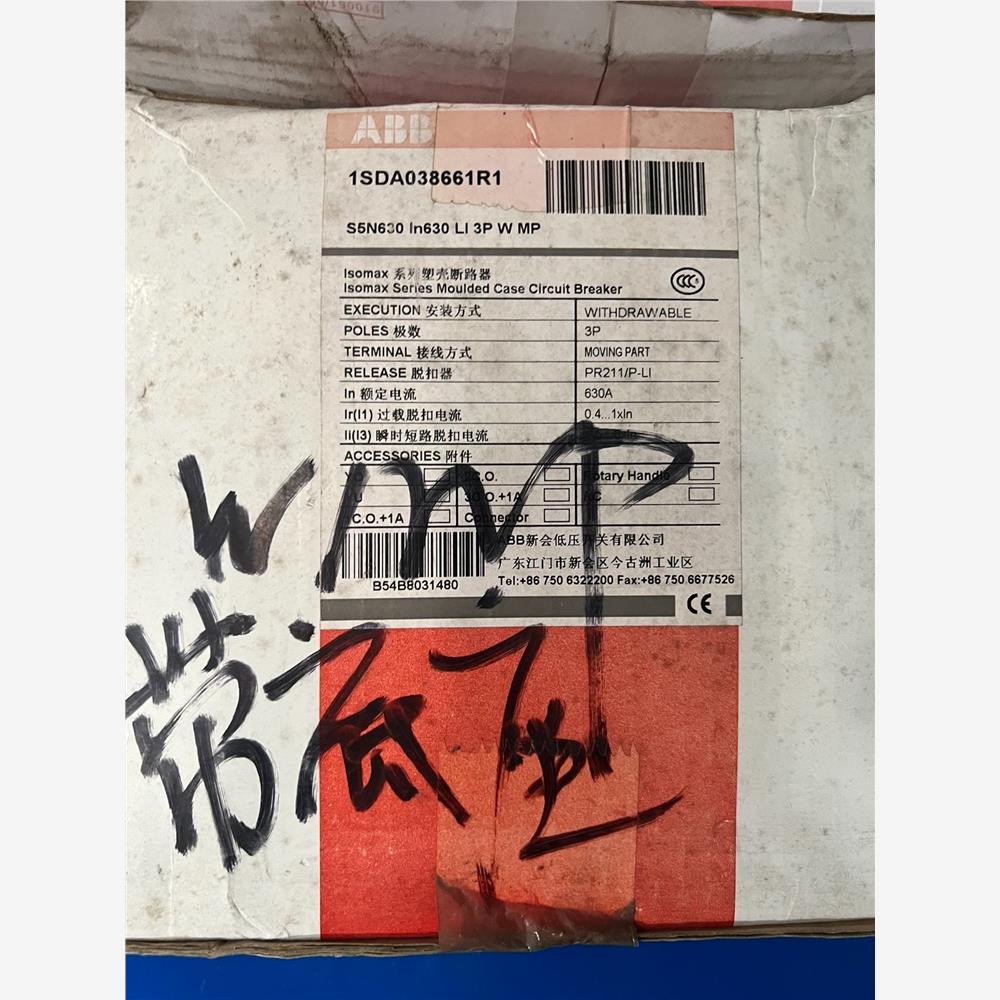 ABB
1SDA038661R1
S5N630 In630 LI 3P W MP
Isomax 系列塑壳断路器
Isomax Series Moulded Case Circuit Breaker
EXECUTION 安装方式 WITHDRAWABLE
POLES 极数 3P
TERMINAL 接线方式 MOVING PART
RELEASE 脱扣器 PR211/P-LI
In 额定电流 630A
Ir(I1) 过载脱扣电流 0.4...1xIn
Ii(I3) 瞬时短路脱扣电流
ACCESSORIES 附件
Rotary Handle
3C.O.+1A AC
C.O.+1A Connector
W.MP
ABB新会低压开关有限公司
广东江门市新会区今古洲工业区
B54B8031480
Tel:+86 750 6322200 Fax:+86 750 6677526
CE
带底座